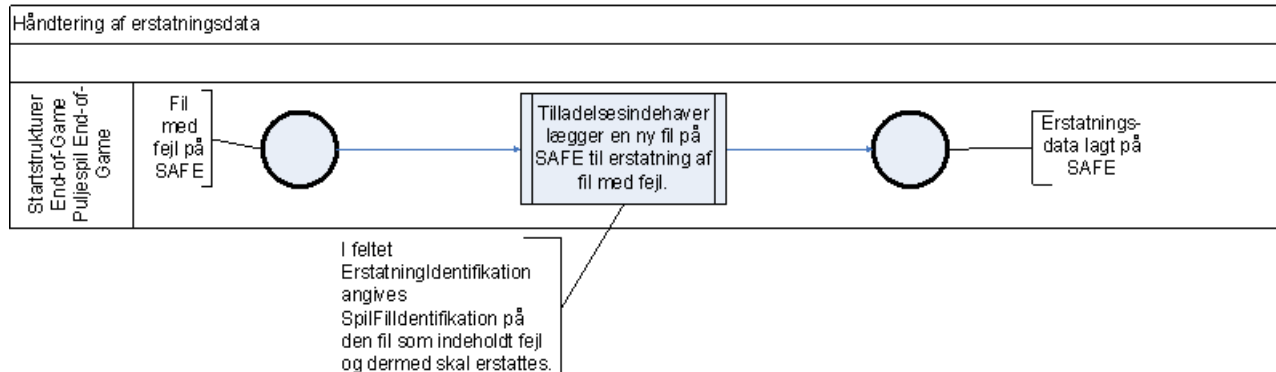 Håndtering af erstatningsdata
Startstrukturer
End-of-Game
Puljespil End-of-
Game
Fil
med
fejl på
SAFE
Tilladelsesindehaver
lægger en ny fil på
SAFE til erstatning af
fil med fejl.
Erstatnings-
data lagt på
SAFE
I feltet
ErstatningIdentifikation
angives
SpilFilIdentifikation på
den fil som indeholdt fejl
og dermed skal erstattes.